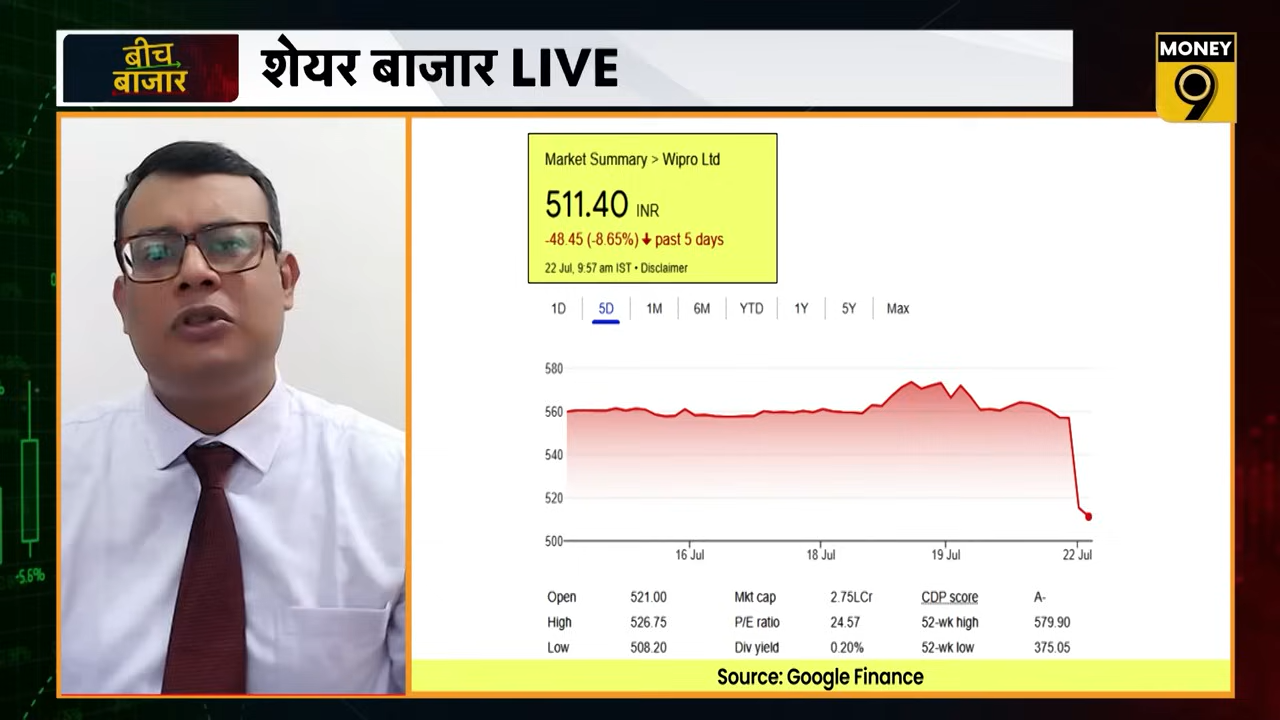 बीच
बाजार
शेयर बाजार LIVE
MONEY
9
Market Summary > Wipro Ltd
511.40 INR
-48.45 (-8.65%) ↓ past 5 days
22 Jul, 9:57 am IST • Disclaimer
1D 5D 1M 6M YTD 1Y 5Y Max
580
560
540
520
500
16 Jul 18 Jul 19 Jul 22 Jul
Open 521.00 Mkt cap 2.75LCr CDP score A-
High 526.75 P/E ratio 24.57 52-wk high 579.90
Low 508.20 Div yield 0.20% 52-wk low 375.05
Source: Google Finance
-5.6%